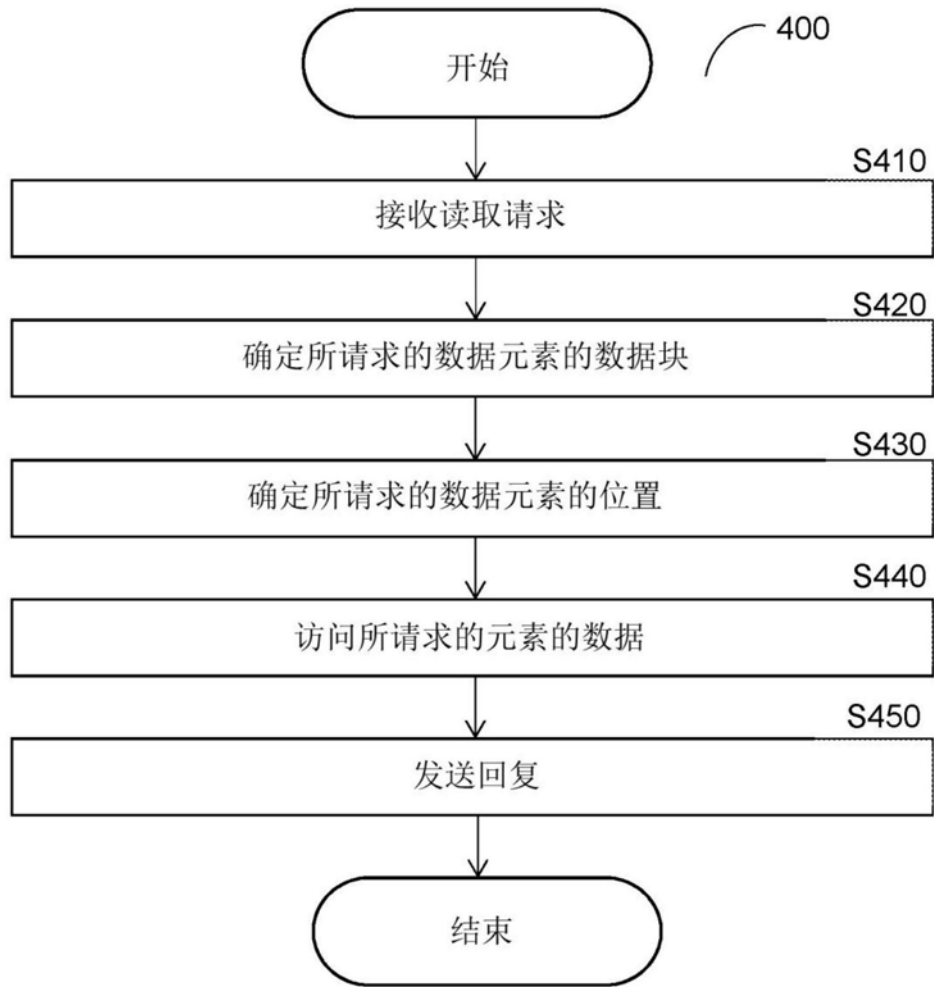 开始
400
S410
接收读取请求
S420
确定所请求的数据元素的数据块
S430
确定所请求的数据元素的位置
S440
访问所请求的元素的数据
S450
发送回复
结束